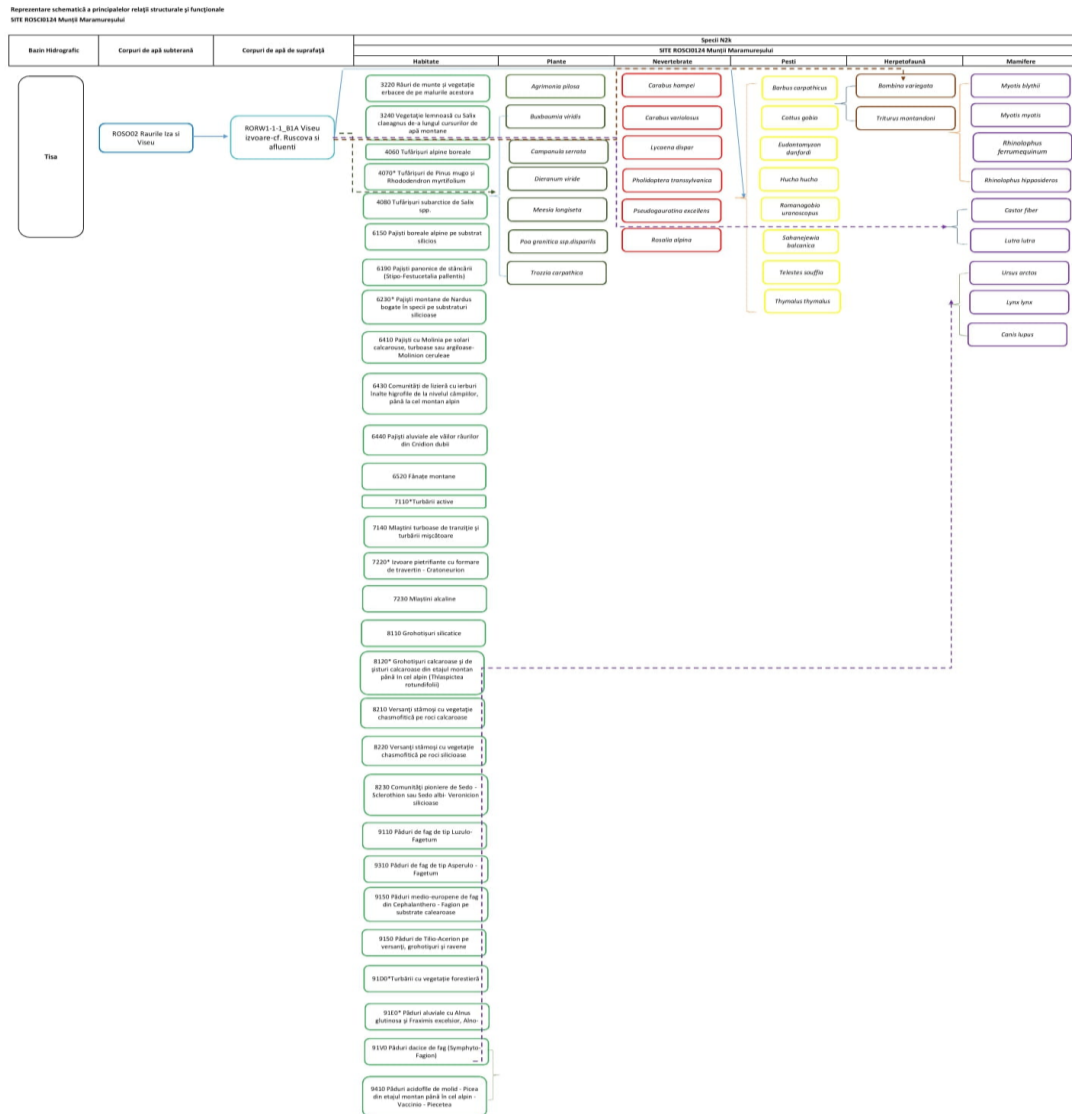 Reprezentare schematică a principalelor relații structurale și funcționale
SITE ROSCI0124 Munții Maramureșului
Bazin Hidrografic
Corpuri de apă subterană
Corpuri de apă de suprafață
Specii N2k
SITE ROSCI0124 Munții Maramureșului
Habitate
Plante
Nevertebrate
Pesti
Herpetofaună
Mamifere
Tisa
ROSO02 Raurile Iza si
Viseu
RORW1-1-1_B1A Viseu
izvoare-cf. Ruscova si
afluenti
3220 Râuri de munte și vegetație
erbacee de pe malurile acestora
3240 Vegetație lemnoasă cu Salix
claeagnus de-a lungul cursurilor de
apă montane
4060 Tufărișuri alpine boreale
4070* Tufărișuri de Pinus mugo și
Rhododendron myrtifolium
4080 Tufărișuri subarctice de Salix
spp.
6150 Pajiști boreale alpine pe substrat
silicios
6190 Pajiști panonice de stâncării
(Stipo-Festucetalia pallentis)
6230* Pajiști montane de Nardus
bogate în specii pe substraturi
silicioase
6410 Pajiști cu Molinia pe solari
calcarouse, turboase sau argiloase-
Molinion ceruleae
6430 Comunități de lizieră cu ierburi
înalte higrofile de la nivelul câmpiilor,
până la cel montan alpin
6440 Pajiști aluviale ale văilor râurilor
din Cnidion dubii
6520 Fânațe montane
7110*Turbării active
7140 Mlaștini turboase de tranziție și
turbării mișcătoare
7220* Izvoare pietrifiante cu formare
de travertin - Cratoneurion
7230 Mlaștini alcaline
8110 Grohotișuri silicatice
8120* Grohotișuri calcaroase și de
șisturi calcaroase din etajul montan
până în cel alpin (Thlaspictea
rotundifolii)
8210 Versanți stâmoși cu vegetație
chasmofitică pe roci calcaroase
8220 Versanți stâmoși cu vegetație
chasmofitică pe roci silicioase
8230 Comunități pioniere de Sedo -
Sclerothion sau Sedo albi- Veronicion
silicioase
9110 Păduri de fag de tip Luzulo-
Fagetum
9310 Păduri de fag de tip Asperulo -
Fagetum
9150 Păduri medio-europene de fag
din Cephalanthero - Fagion pe
substrate calearoase
9150 Păduri de Tilio-Acerion pe
versanți, grohotișuri și ravene
91D0*Turbării cu vegetație forestieră
91E0* Păduri aluviale cu Alnus
glutinosa și Fraximis excelsior, Alno-
91V0 Păduri dacice de fag (Symphyto-
Fagion)
9410 Păduri acidofile de molid - Picea
din etajul montan până în cel alpin -
Vaccinio - Piecetea
Agrimonia pilosa
Buxbaumia viridis
Campanula serrata
Dicranum viride
Meesia longiseta
Poa granitica ssp.disparilis
Tozzia carpathica
Carabus hampei
Carabus variolosus
Lycaena dispar
Pholidoptera transsylvanica
Pseudogaurotina excellens
Rosalia alpina
Barbus carpathicus
Cottus gobio
Eudontomyzon
danfordi
Hucho hucho
Romanogobio
uranoscopus
Sabanejewia
balcanica
Telestes souffia
Thymalus thymalus
Bombina variegata
Triturus montandoni
Myotis blythii
Myotis myotis
Rhinolophus
ferrumequinum
Rhinolophus hipposideros
Castor fiber
Lutra lutra
Ursus arctos
Lynx lynx
Canis lupus